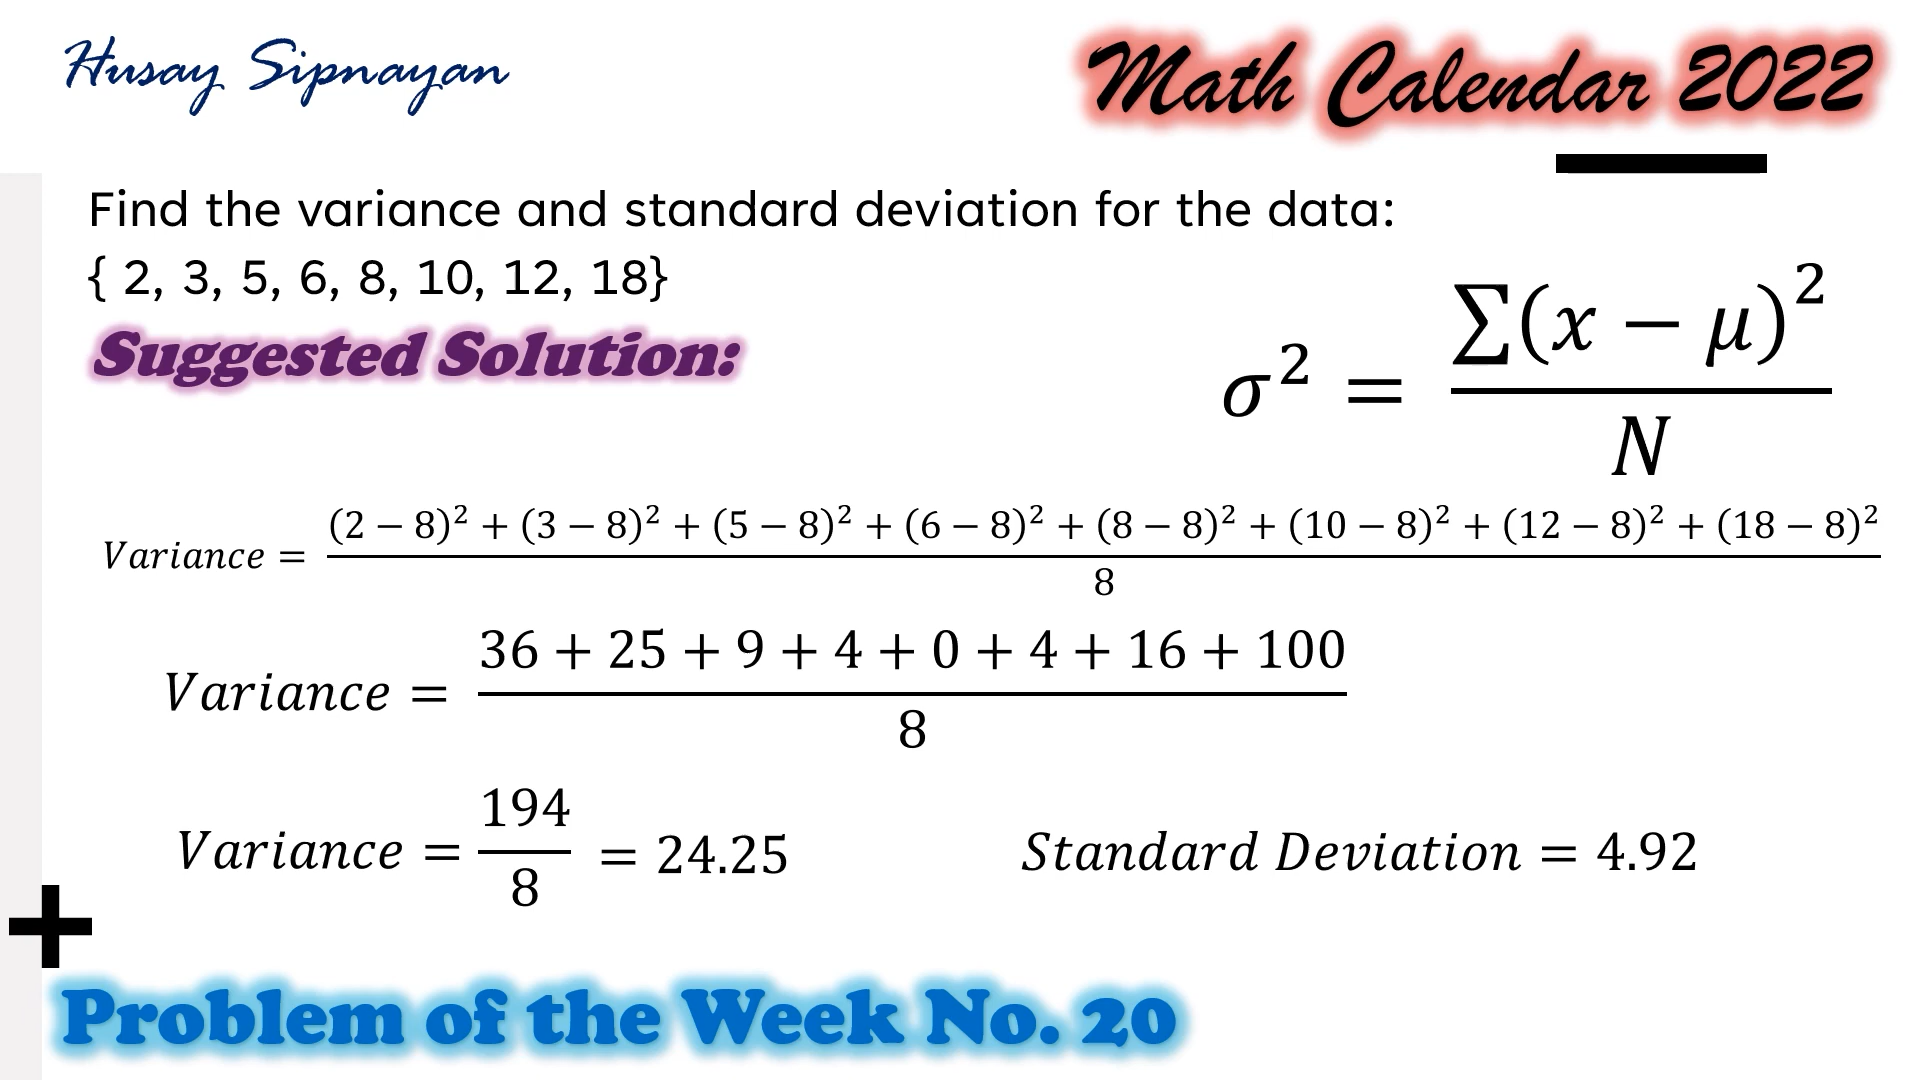 Husay Sipnayan
Math Calendar 2022
Find the variance and standard deviation for the data:
{ 2, 3, 5, 6, 8, 10, 12, 18}
Suggested Solution:
σ² = ∑(x − μ)² / N
Variance = (2 − 8)² + (3 − 8)² + (5 − 8)² + (6 − 8)² + (8 − 8)² + (10 − 8)² + (12 − 8)² + (18 − 8)² / 8
Variance = 36 + 25 + 9 + 4 + 0 + 4 + 16 + 100 / 8
Variance = 194 / 8 = 24.25
Standard Deviation = 4.92
Problem of the Week No. 20